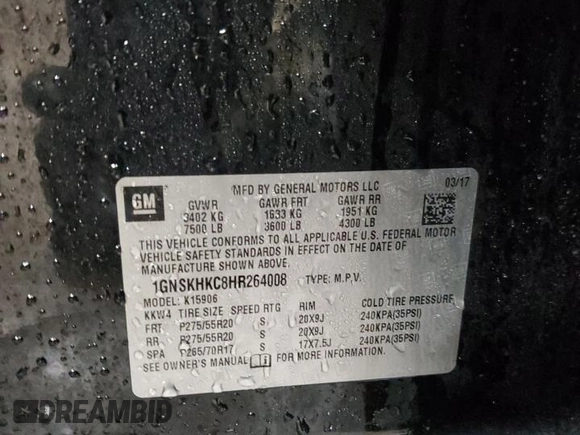 GM
MFD BY GENERAL MOTORS LLC
03/17
GVWR GAWR FRT GAWR RR
3402 KG 1633 KG 1951 KG
7500 LB 3600 LB 4300 LB
THIS VEHICLE CONFORMS TO ALL APPLICABLE U.S. FEDERAL MOTOR
VEHICLE SAFETY STANDARDS IN EFFECT ON THE DATE OF
MANUFACTURE SHOWN ABOVE.
1GNSKHKC8HR264008 TYPE: M.P.V.
MODEL: K15906
KKW4 TIRE SIZE SPEED RTG RIM COLD TIRE PRESSURE
FRT P275/55R20 S 20X9J 240KPA(35PSI)
RR P275/55R20 S 20X9J 240KPA(35PSI)
SPA P265/70R17 S 17X7.5J 240KPA(35PSI)
SEE OWNER'S MANUAL FOR MORE INFORMATION.
DREAMBID